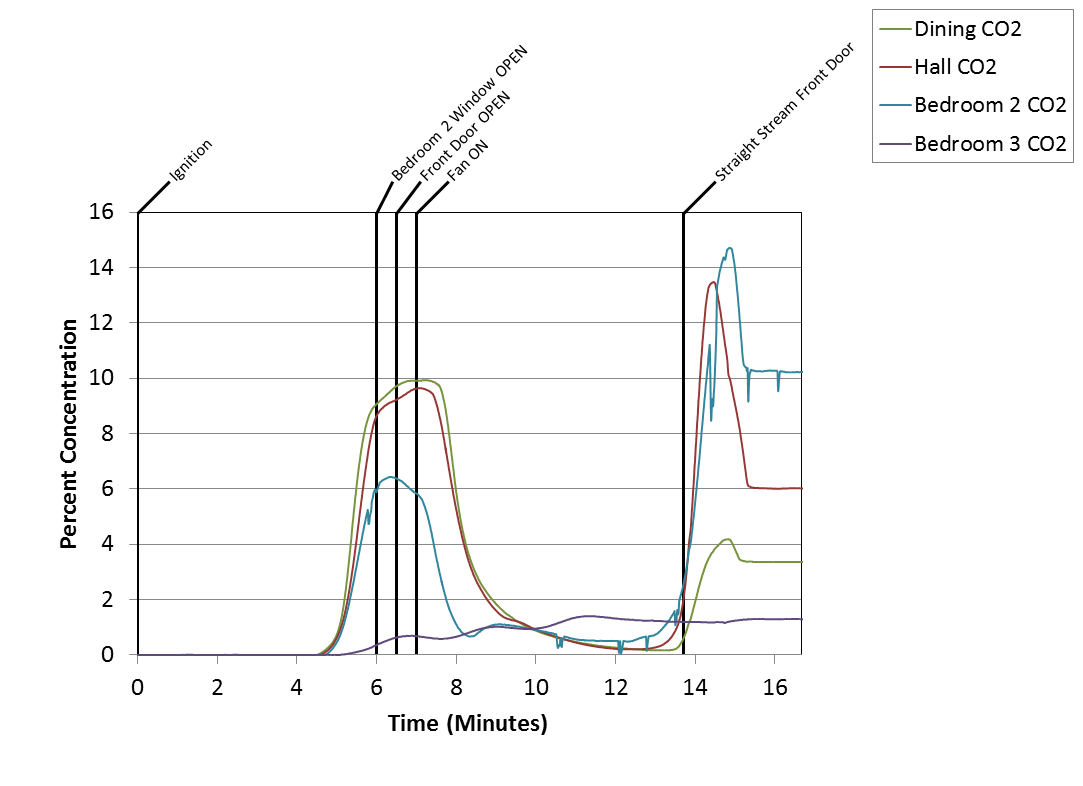 Dining CO2
Hall CO2
Bedroom 2 CO2
Bedroom 3 CO2
Ignition
Bedroom 2 Window OPEN
Front Door OPEN
Fan ON
Straight Stream Front Door
Percent Concentration
16
14
12
10
8
6
4
2
0
0 2 4 6 8 10 12 14 16
Time (Minutes)